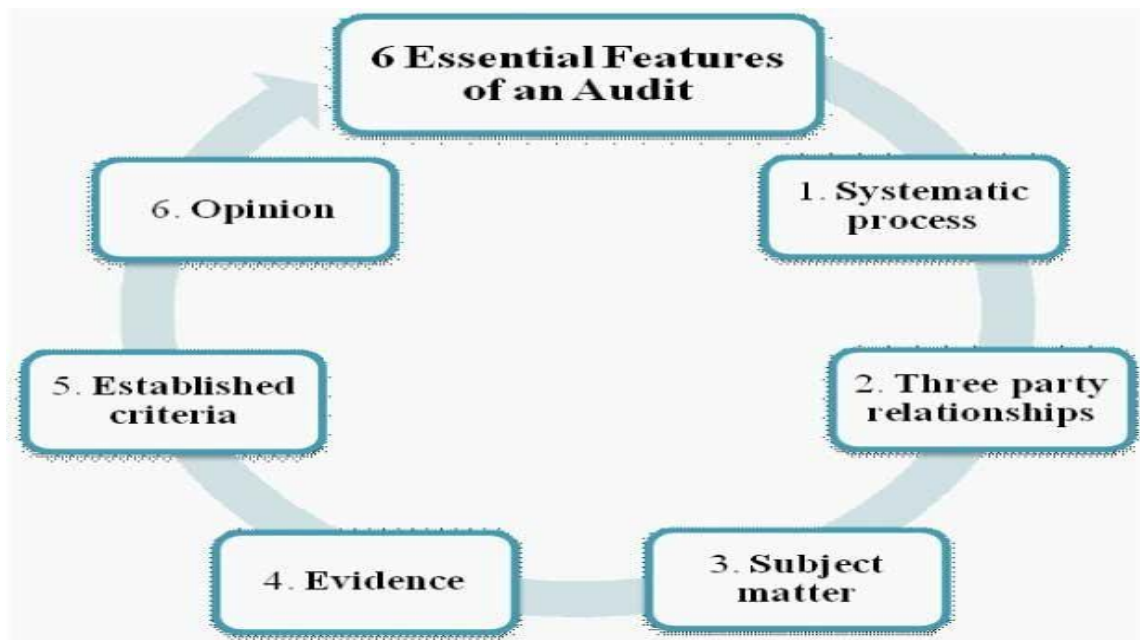 6 Essential Features
of an Audit
1. Systematic
process
2. Three party
relationships
3. Subject
matter
4. Evidence
5. Established
criteria
6. Opinion